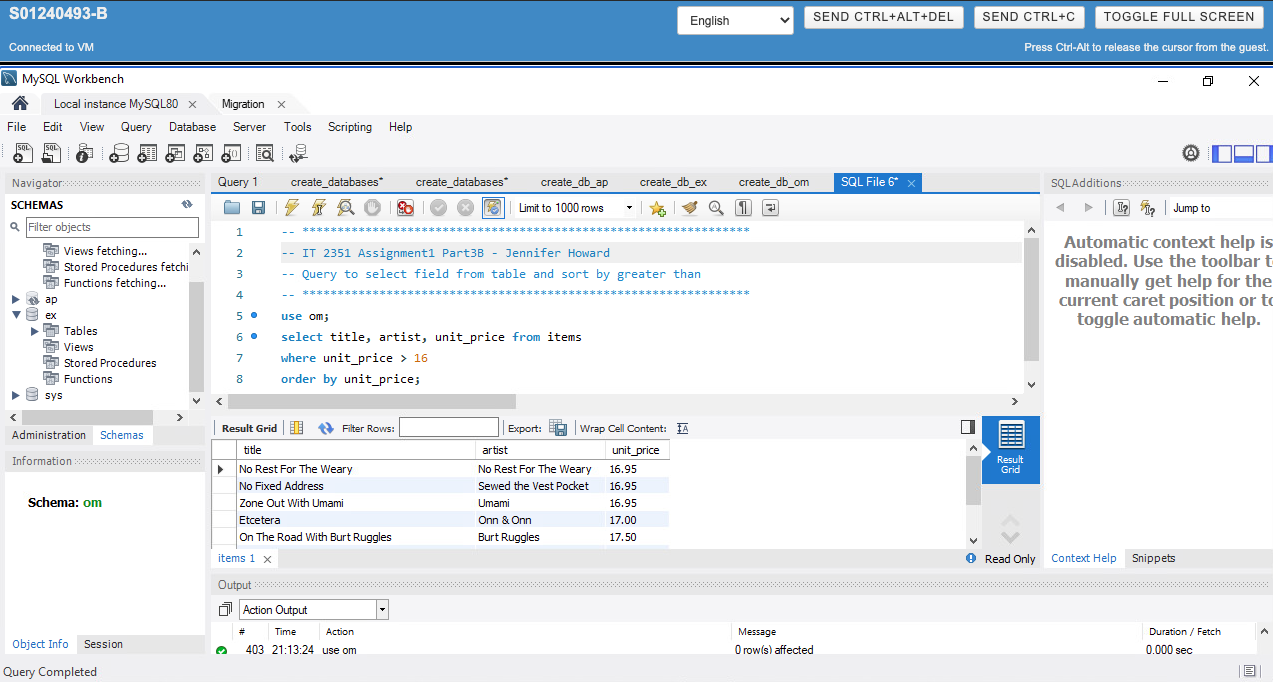 S01240493-B
English
SEND CTRL+ALT+DEL
SEND CTRL+C
TOGGLE FULL SCREEN
Connected to VM
Press Ctrl-Alt to release the cursor from the guest.
MySQL Workbench
Local instance MySQL80
Migration
File Edit View Query Database Server Tools Scripting Help
Navigator
SCHEMAS
Filter objects
Views fetching...
Stored Procedures fetchi
Functions fetching...
ap
ex
Tables
Views
Stored Procedures
Functions
sys
Administration Schemas
Information
Schema: om
Object Info Session
Query 1 create_databases* create_databases* create_db_ap create_db_ex create_db_om SQL File 6*
Limit to 1000 rows
1 -- ****************************************************************
2 -- IT 2351 Assignment1 Part3B - Jennifer Howard
3 -- Query to select field from table and sort by greater than
4 -- ****************************************************************
5 use om;
6 select title, artist, unit_price from items
7 where unit_price > 16
8 order by unit_price;
Result Grid Filter Rows: Export: Wrap Cell Content: IA
title artist unit_price
No Rest For The Weary No Rest For The Weary 16.95
No Fixed Address Sewed the Vest Pocket 16.95
Zone Out With Umami Umami 16.95
Etcetera Onn & Onn 17.00
On The Road With Burt Ruggles Burt Ruggles 17.50
Result
Grid
items 1
Read Only
Output
Action Output
# Time Action Message Duration / Fetch
403 21:13:24 use om 0 row(s) affected 0.000 sec
SQLAdditions
Jump to
Automatic context help is
disabled. Use the toolbar t
manually get help for the
current caret position or to
toggle automatic help.
Context Help Snippets
Query Completed